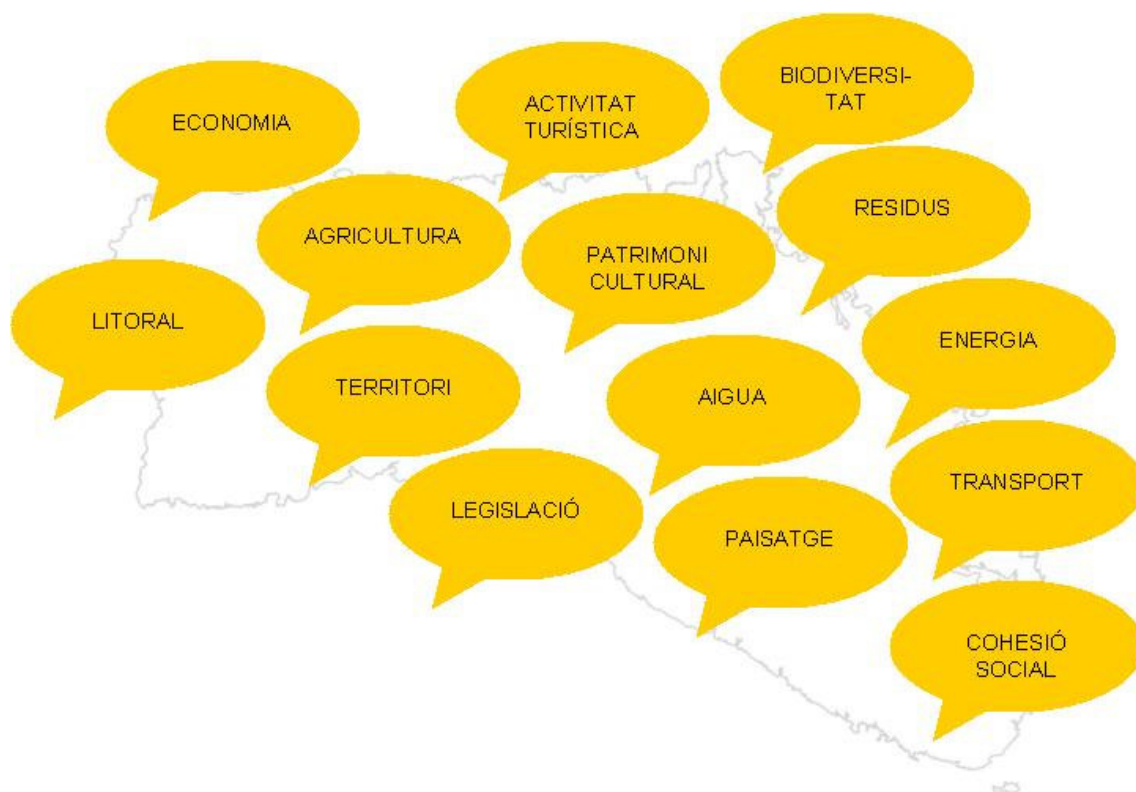 BIODIVERSI-
TAT
ACTIVITAT
TURÍSTICA
ECONOMIA
RESIDUS
AGRICULTURA
PATRIMONI
CULTURAL
LITORAL
ENERGIA
TERRITORI
AIGUA
TRANSPORT
LEGISLACIÓ
PAISATGE
COHESIÓ
SOCIAL